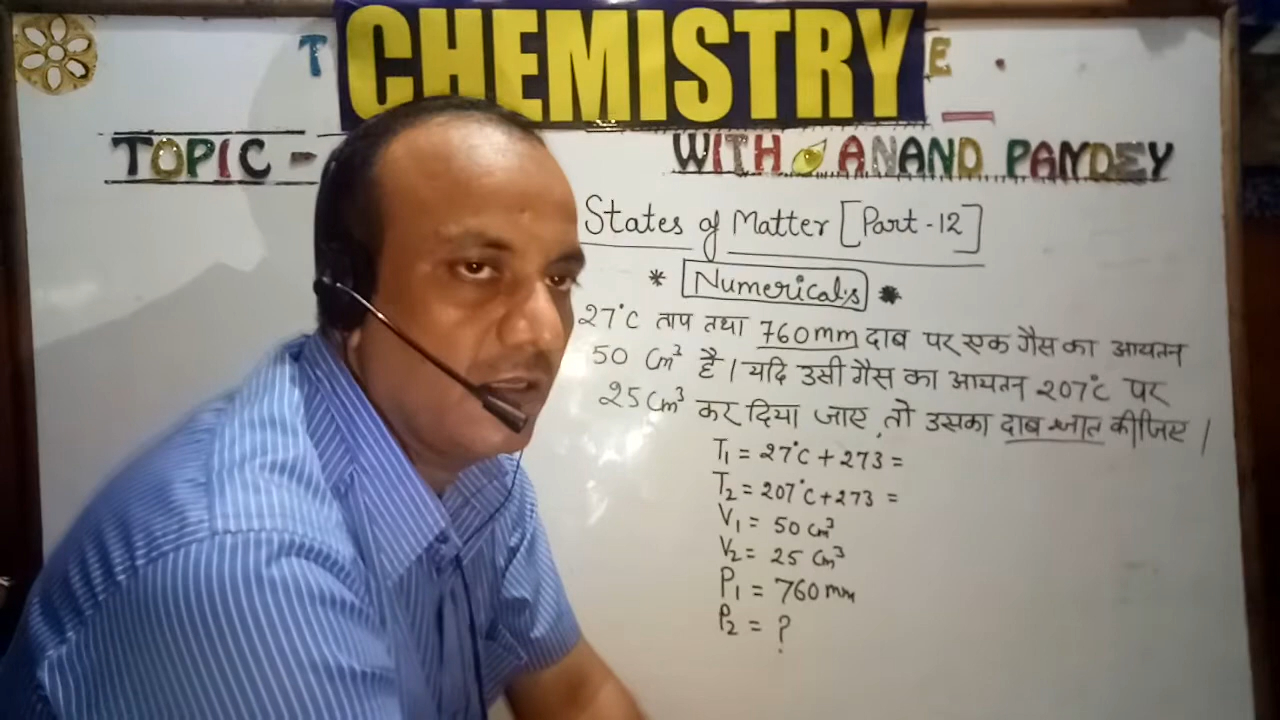 T CHEMISTRY E .
TOPIC - WITH ANAND PANDEY
States of Matter [Part-12]
* Numericals *
27°C ताप तथा 760mm दाब पर एक गैस का आयतन
50 Cm³ है। यदि उसी गैस का आयतन 207°C पर
25Cm³ कर दिया जाए, तो उसका दाब ज्ञात कीजिए।
T₁ = 27°C + 273 =
T₂ = 207°C + 273 =
V₁ = 50 Cm³
V₂ = 25 Cm³
P₁ = 760 mm
P₂ = ?